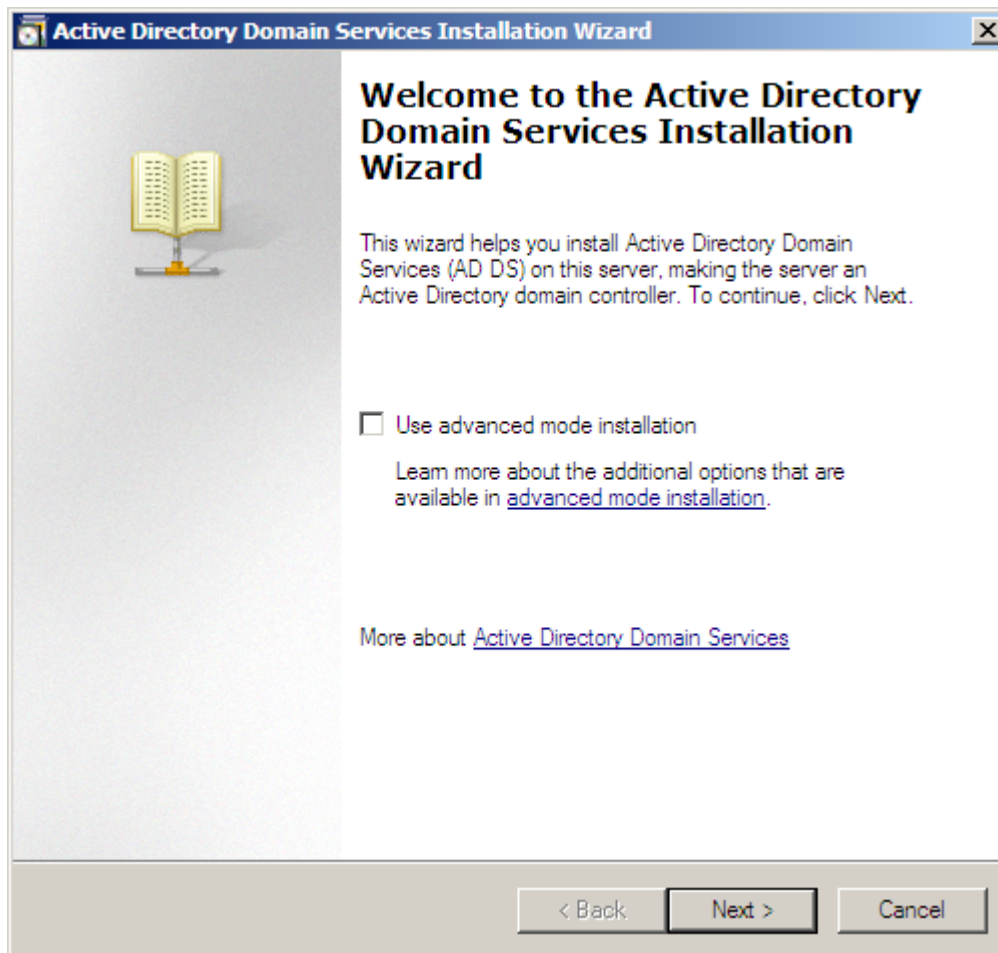 Active Directory Domain Services Installation Wizard
Welcome to the Active Directory
Domain Services Installation
Wizard
This wizard helps you install Active Directory Domain
Services (AD DS) on this server, making the server an
Active Directory domain controller. To continue, click Next.
Use advanced mode installation
Learn more about the additional options that are
available in advanced mode installation.
More about Active Directory Domain Services
< Back
Next >
Cancel